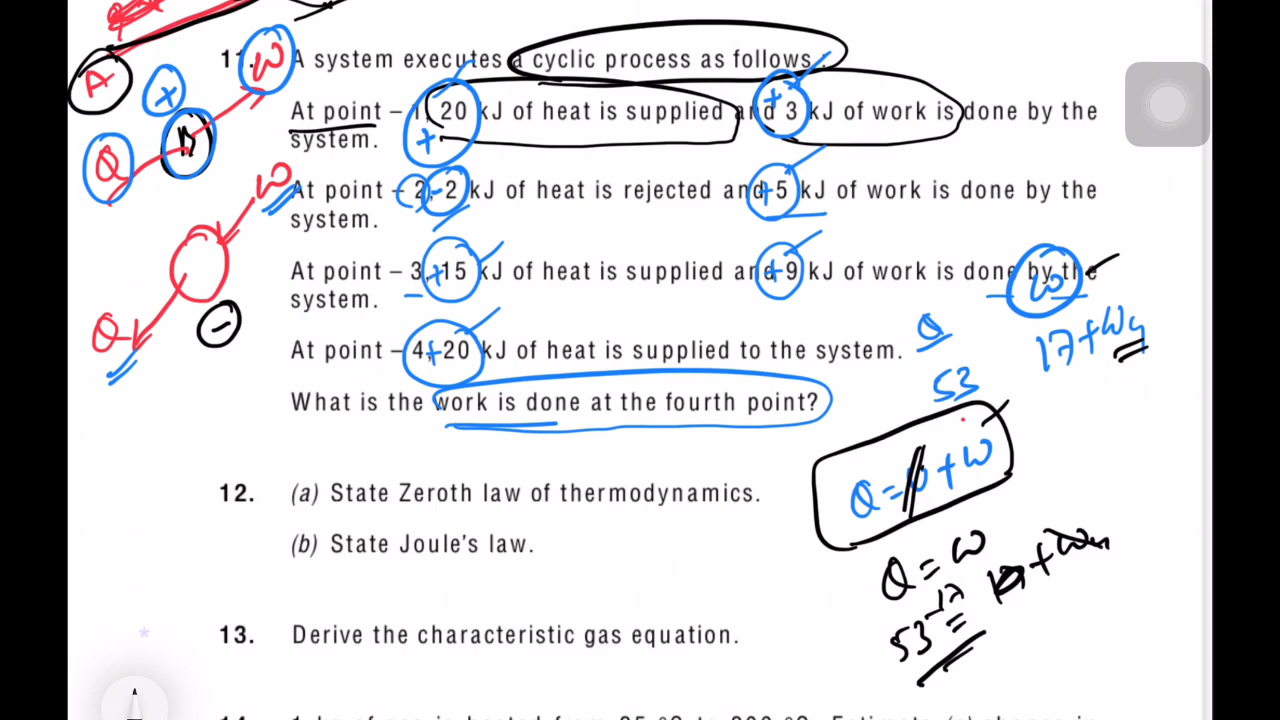 A
W
11. A system executes a cyclic process as follows :
+
At point – 1, 20 kJ of heat is supplied and 3 kJ of work is done by the
+
+
system.
Q
W
At point – 2, -2 kJ of heat is rejected and +5 kJ of work is done by the
system.
At point – 3, +15 kJ of heat is supplied and +9 kJ of work is done by the
W
system.
Q
–
At point – 4, + 20 kJ of heat is supplied to the system.
Q
17 + W4
53
What is the work is done at the fourth point?
Q = U + W
12. (a) State Zeroth law of thermodynamics.
(b) State Joule's law.
Q = W
53 - 17 =
17 + W4
* 13. Derive the characteristic gas equation.